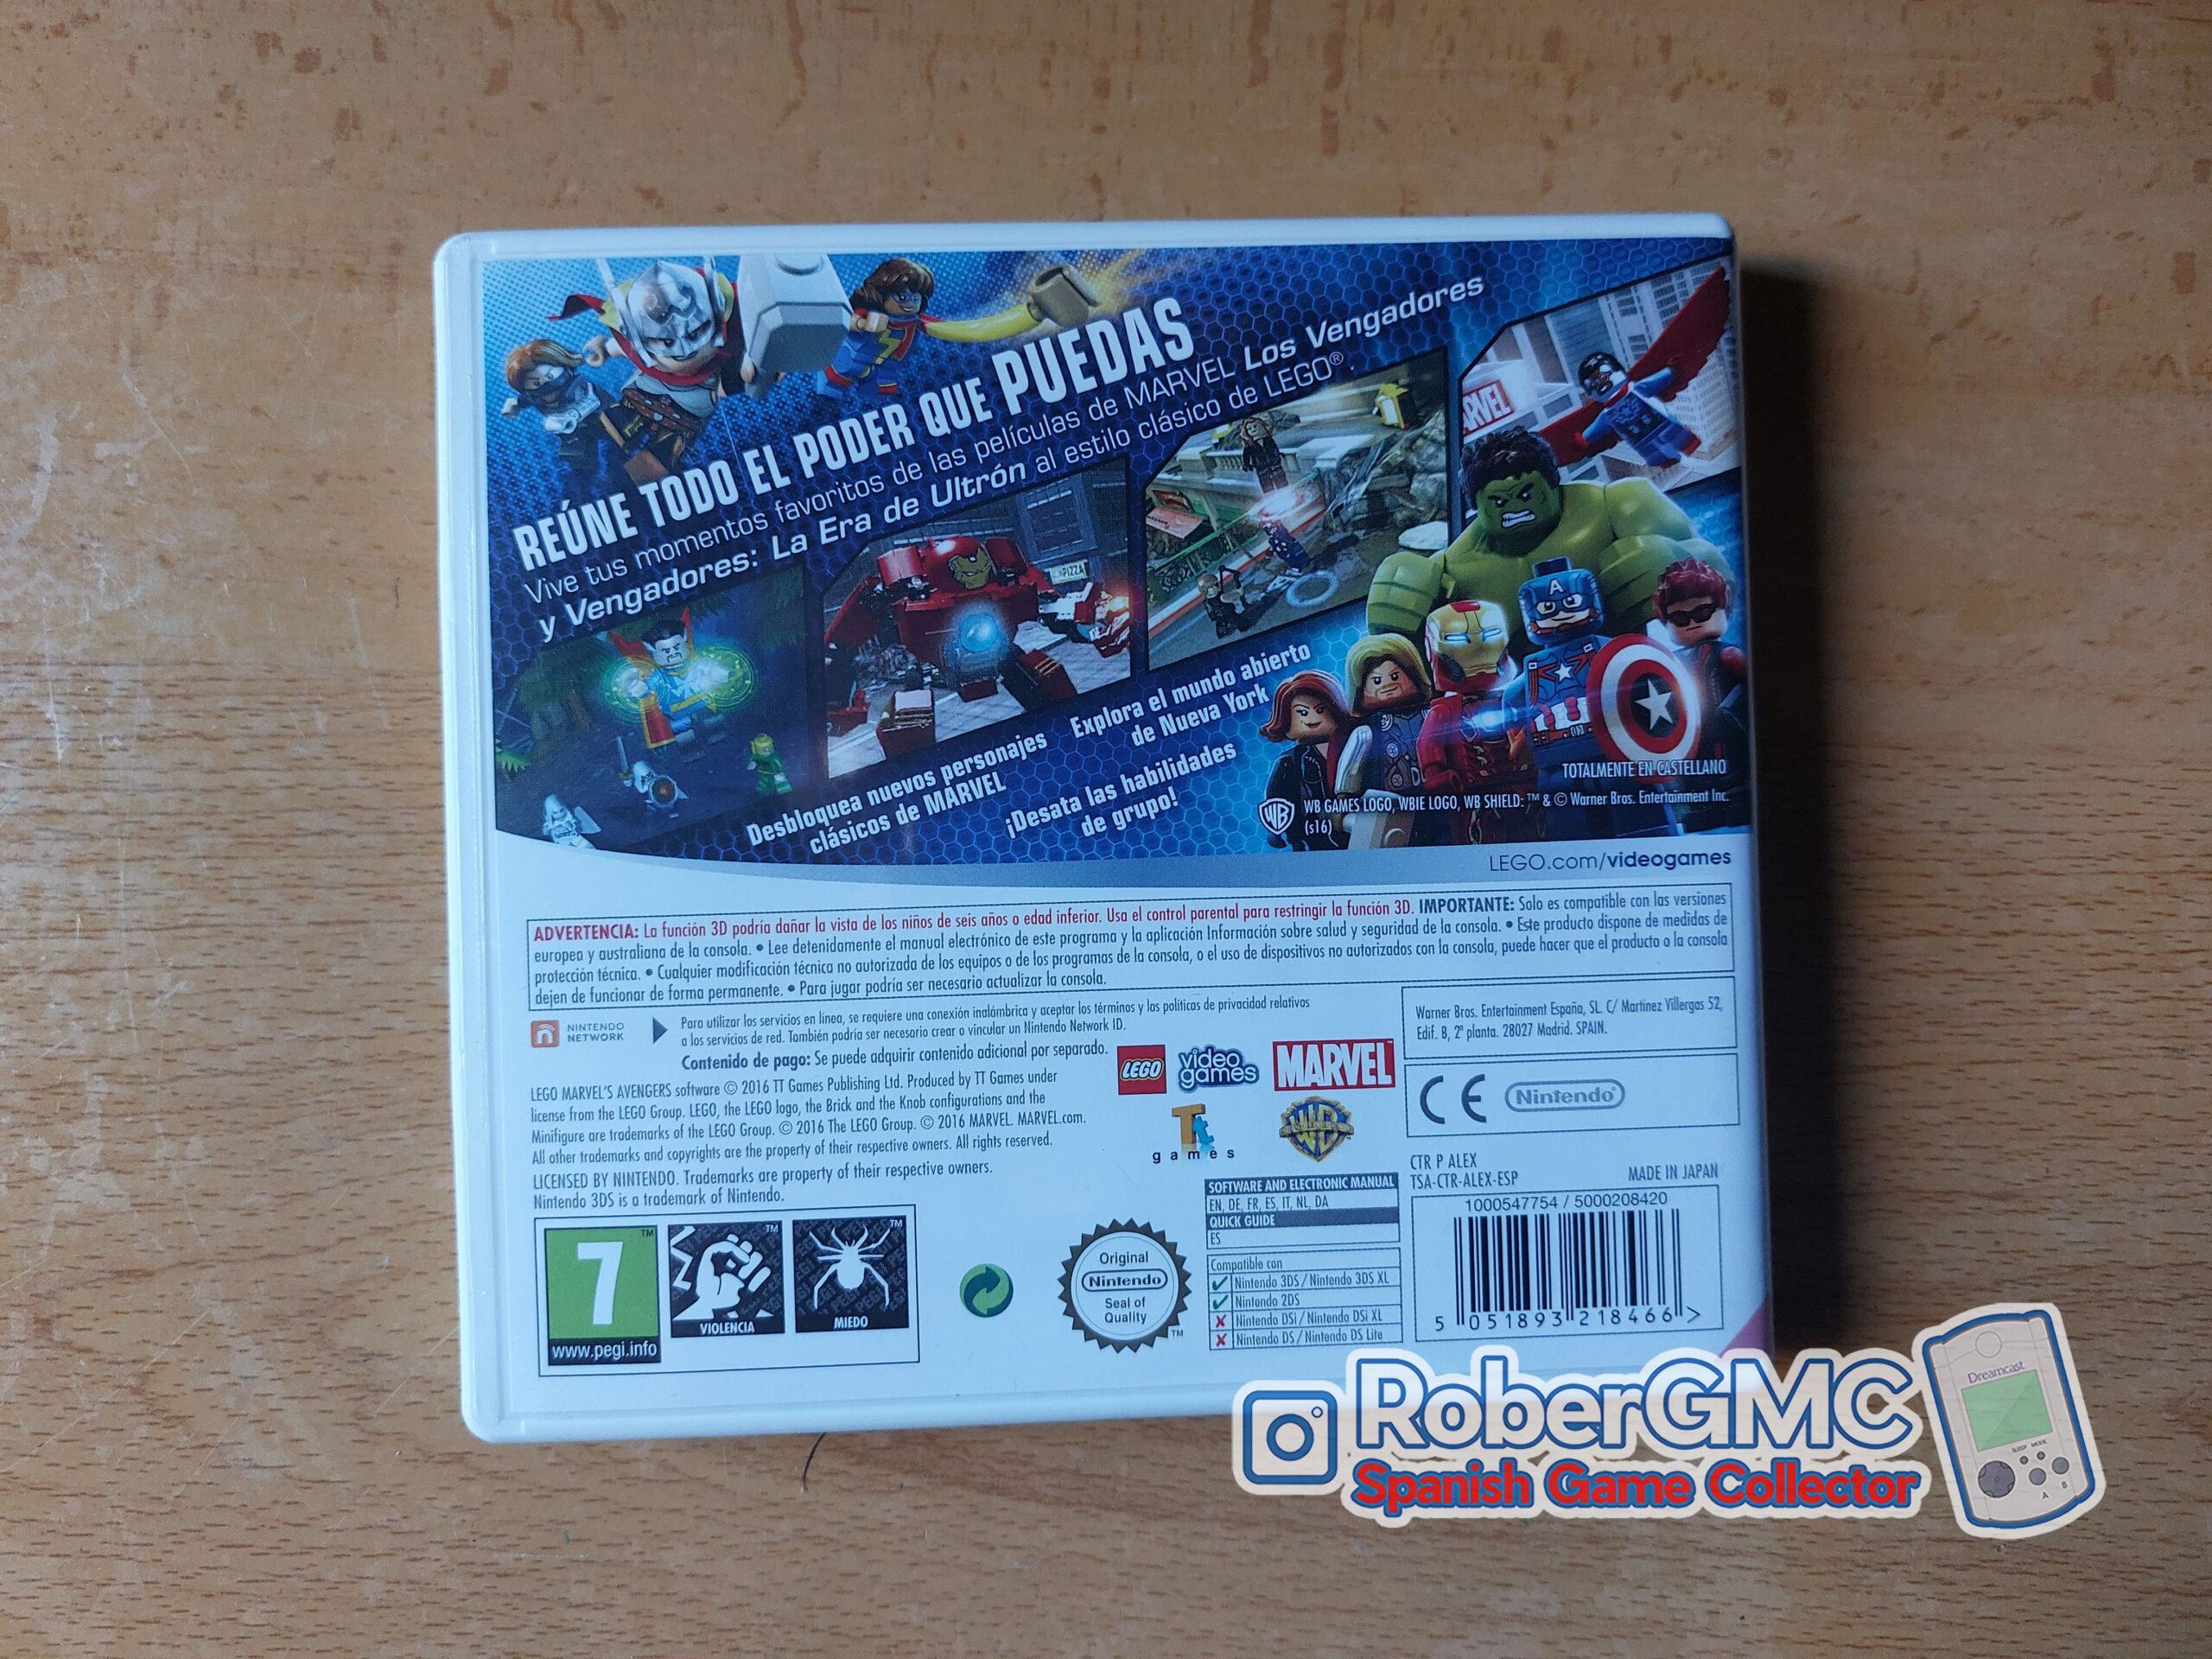 REÚNE TODO EL PODER QUE PUEDAS
Vive tus momentos favoritos de las películas de MARVEL Los Vengadores
y Vengadores: La Era de Ultrón al estilo clásico de LEGO®.
MARVEL
PIZZA
Desbloquea nuevos personajes
clásicos de MARVEL
Explora el mundo abierto
de Nueva York
¡Desata las habilidades
de grupo!
TOTALMENTE EN CASTELLANO
WB GAMES LOGO, WBIE LOGO, WB SHIELD: ™ & © Warner Bros. Entertainment Inc.
(s16)
LEGO.com/videogames
ADVERTENCIA: La función 3D podría dañar la vista de los niños de seis años o edad inferior. Usa el control parental para restringir la función 3D. IMPORTANTE: Solo es compatible con las versiones
europea y australiana de la consola. • Lee detenidamente el manual electrónico de este programa y la aplicación Información sobre salud y seguridad de la consola. • Este producto dispone de medidas de
protección técnica. • Cualquier modificación técnica no autorizada de los equipos o de los programas de la consola, o el uso de dispositivos no autorizados con la consola, puede hacer que el producto o la consola
dejen de funcionar de forma permanente. • Para jugar podría ser necesario actualizar la consola.
NINTENDO
NETWORK
Para utilizar los servicios en línea, se requiere una conexión inalámbrica y aceptar los términos y las políticas de privacidad relativos
a los servicios de red. También podría ser necesario crear o vincular un Nintendo Network ID.
Contenido de pago: Se puede adquirir contenido adicional por separado.
LEGO MARVEL'S AVENGERS software © 2016 TT Games Publishing Ltd. Produced by TT Games under
license from the LEGO Group. LEGO, the LEGO logo, the Brick and the Knob configurations and the
Minifigure are trademarks of the LEGO Group. © 2016 The LEGO Group. © 2016 MARVEL. MARVEL.com.
All other trademarks and copyrights are the property of their respective owners. All rights reserved.
LICENSED BY NINTENDO. Trademarks are property of their respective owners.
Nintendo 3DS is a trademark of Nintendo.
LEGO
video
games
MARVEL
Tt
games
WB
Warner Bros. Entertainment España, SL. C/ Martínez Villergas 52,
Edif. B, 2ª planta. 28027 Madrid. SPAIN.
CE
Nintendo®
CTR P ALEX
TSA-CTR-ALEX-ESP
MADE IN JAPAN
1000547754 / 5000208420
5 051893 218466 >
SOFTWARE AND ELECTRONIC MANUAL
EN, DE, FR, ES, IT, NL, DA
QUICK GUIDE
ES
Compatible con
Nintendo 3DS / Nintendo 3DS XL
Nintendo 2DS
Nintendo DSi / Nintendo DSi XL
Nintendo DS / Nintendo DS Lite
Original
Nintendo
Seal of
Quality
™
7
™
www.pegi.info
VIOLENCIA
MIEDO
RoberGMC
Spanish Game Collector
Dreamcast
SLEEP MODE
A B